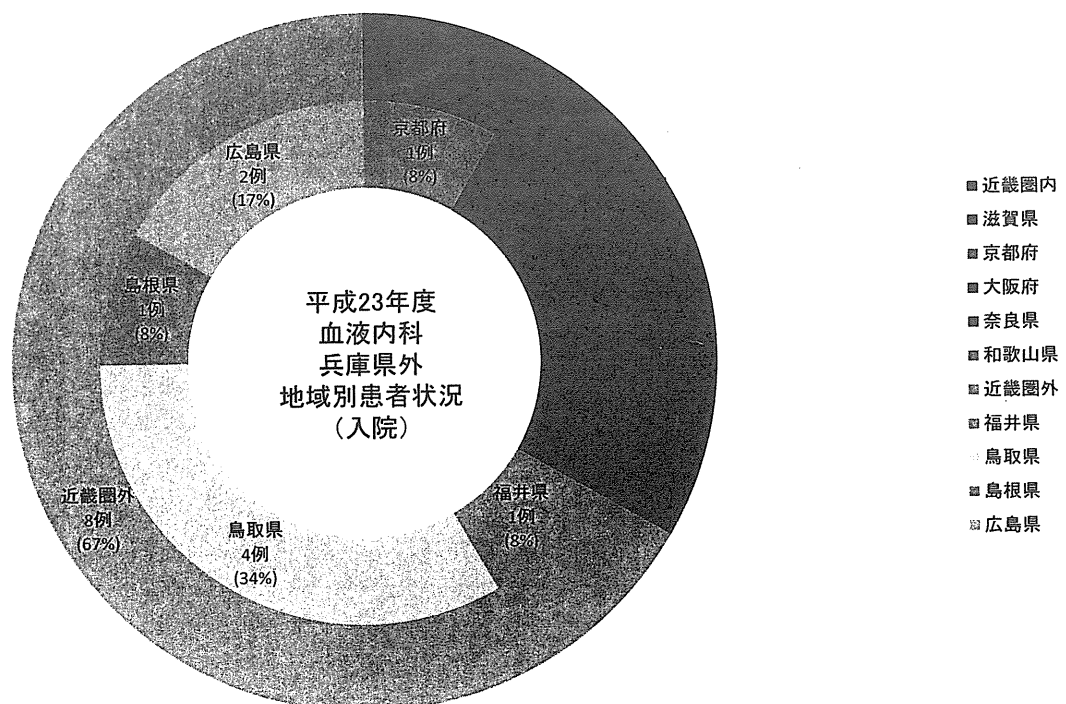 京都府
1例
(8%)
広島県
2例
(17%)
島根県
1例
(8%)
平成23年度
血液内科
兵庫県外
地域別患者状況
(入院)
近畿圏外
8例
(67%)
鳥取県
4例
(34%)
福井県
1例
(8%)
近畿圏内
滋賀県
京都府
大阪府
奈良県
和歌山県
近畿圏外
福井県
鳥取県
島根県
広島県